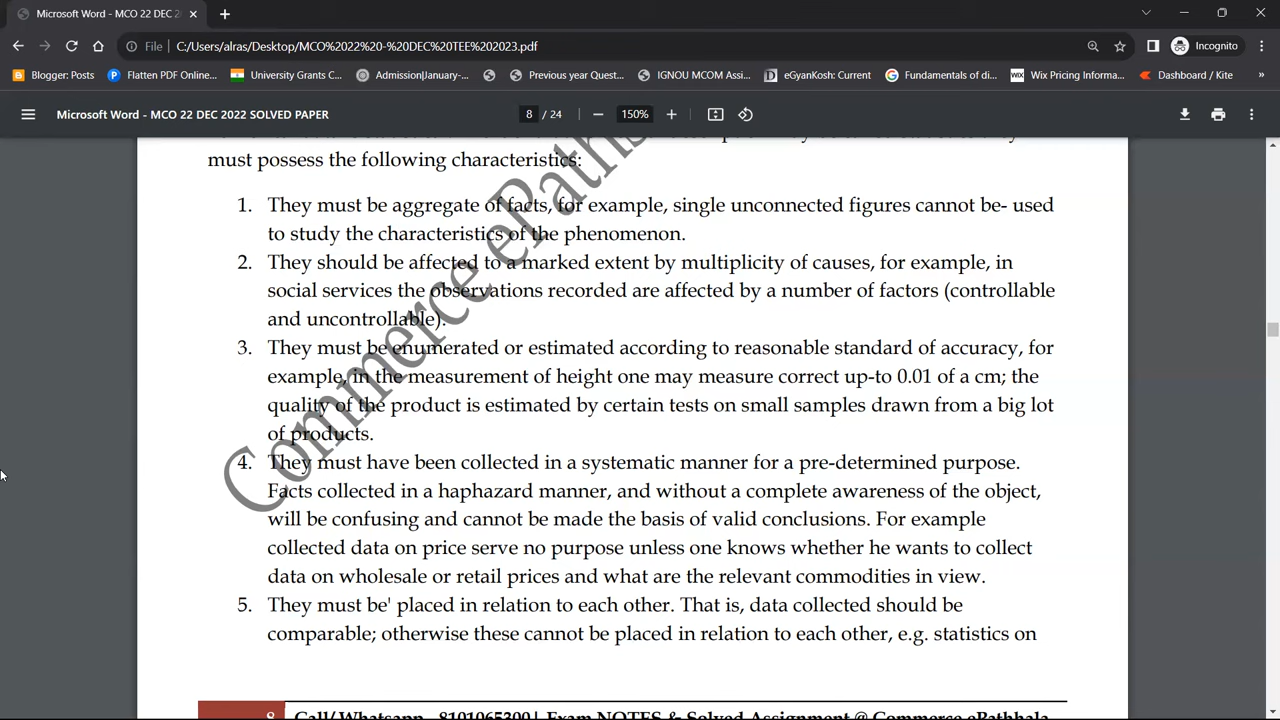 Microsoft Word - MCO 22 DEC 2
File C:/Users/alras/Desktop/MCO%2022%20-%20DEC%20TEE%202023.pdf Incognito
Blogger: Posts Flatten PDF Online... University Grants C... Admission|January-... Previous year Quest... IGNOU MCOM Assi... eGyanKosh: Current Fundamentals of di... Wix Pricing Informa... Dashboard / Kite »
Microsoft Word - MCO 22 DEC 2022 SOLVED PAPER 8 / 24 150%
must possess the following characteristics:
1. They must be aggregate of facts, for example, single unconnected figures cannot be- used
to study the characteristics of the phenomenon.
2. They should be affected to a marked extent by multiplicity of causes, for example, in
social services the observations recorded are affected by a number of factors (controllable
and uncontrollable).
3. They must be enumerated or estimated according to reasonable standard of accuracy, for
example, in the measurement of height one may measure correct up-to 0.01 of a cm; the
quality of the product is estimated by certain tests on small samples drawn from a big lot
of products.
4. They must have been collected in a systematic manner for a pre-determined purpose.
Facts collected in a haphazard manner, and without a complete awareness of the object,
will be confusing and cannot be made the basis of valid conclusions. For example
collected data on price serve no purpose unless one knows whether he wants to collect
data on wholesale or retail prices and what are the relevant commodities in view.
5. They must be' placed in relation to each other. That is, data collected should be
comparable; otherwise these cannot be placed in relation to each other, e.g. statistics on
8 Call/ Whatsapp - 8101065300| Exam NOTES & Solved Assignment @ Commerce ePathhala
Commerce ePaths